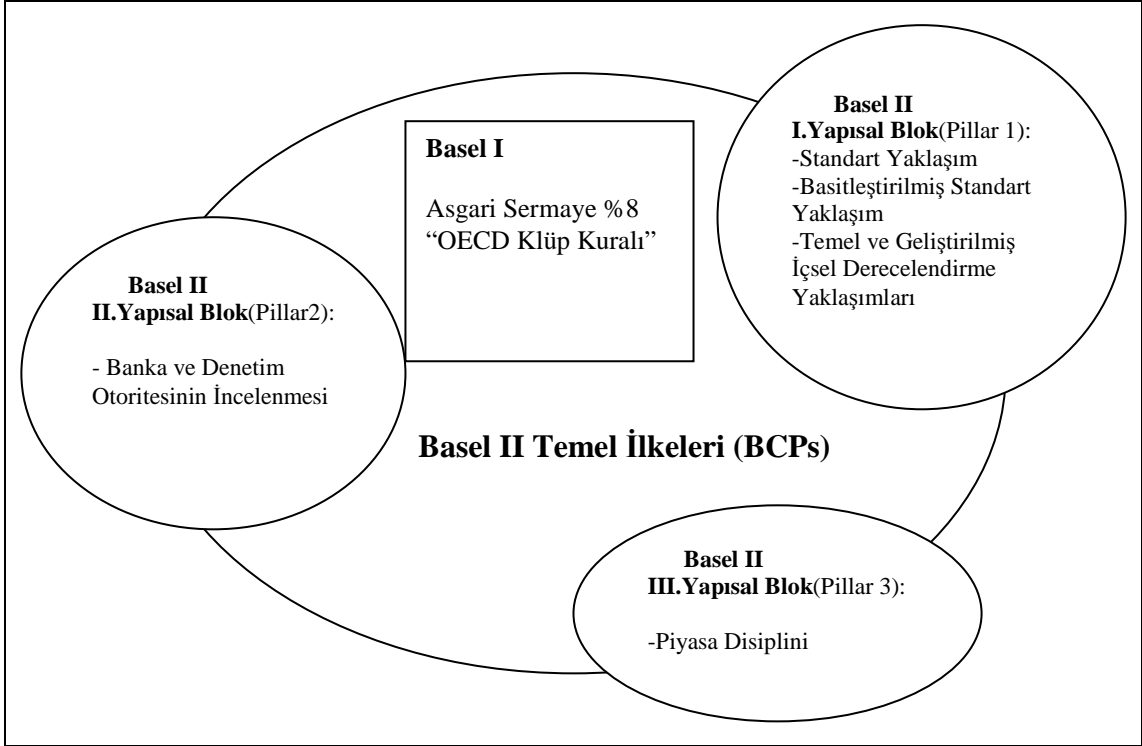 Basel I
Asgari Sermaye %8
“OECD Klüp Kuralı”
Basel II
I.Yapısal Blok(Pillar 1):
-Standart Yaklaşım
-Basitleştirilmiş Standart
Yaklaşım
-Temel ve Geliştirilmiş
İçsel Derecelendirme
Yaklaşımları
Basel II
II.Yapısal Blok(Pillar2):
- Banka ve Denetim
Otoritesinin İncelenmesi
Basel II Temel İlkeleri (BCPs)
Basel II
III.Yapısal Blok(Pillar 3):
-Piyasa Disiplini